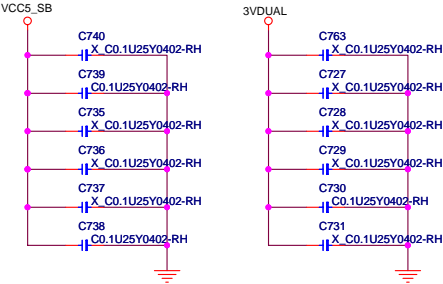 VCC5_SB
C740
X_C0.1U25Y0402-RH
C739
C0.1U25Y0402-RH
C735
X_C0.1U25Y0402-RH
C736
X_C0.1U25Y0402-RH
C737
X_C0.1U25Y0402-RH
C738
C0.1U25Y0402-RH
3VDUAL
C763
X_C0.1U25Y0402-RH
C727
X_C0.1U25Y0402-RH
C728
X_C0.1U25Y0402-RH
C729
X_C0.1U25Y0402-RH
C730
C0.1U25Y0402-RH
C731
X_C0.1U25Y0402-RH